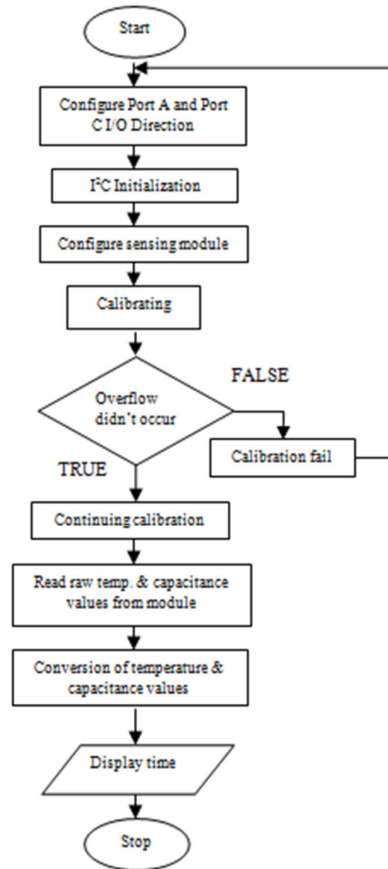 Start
Configure Port A and Port
C I/O Direction
I²C Initialization
Configure sensing module
Calibrating
Overflow
didn't occur
FALSE
Calibration fail
TRUE
Continuing calibration
Read raw temp. & capacitance
values from module
Conversion of temperature &
capacitance values
Display time
Stop